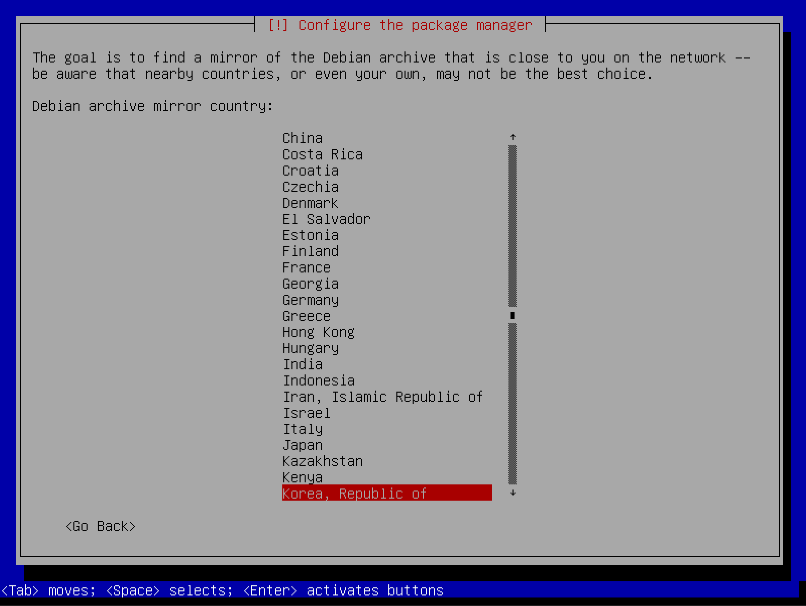 [!] Configure the package manager
The goal is to find a mirror of the Debian archive that is close to you on the network --
be aware that nearby countries, or even your own, may not be the best choice.
Debian archive mirror country:
China
Costa Rica
Croatia
Czechia
Denmark
El Salvador
Estonia
Finland
France
Georgia
Germany
Greece
Hong Kong
Hungary
India
Indonesia
Iran, Islamic Republic of
Israel
Italy
Japan
Kazakhstan
Kenya
Korea, Republic of
<Go Back>
<Tab> moves; <Space> selects; <Enter> activates buttons